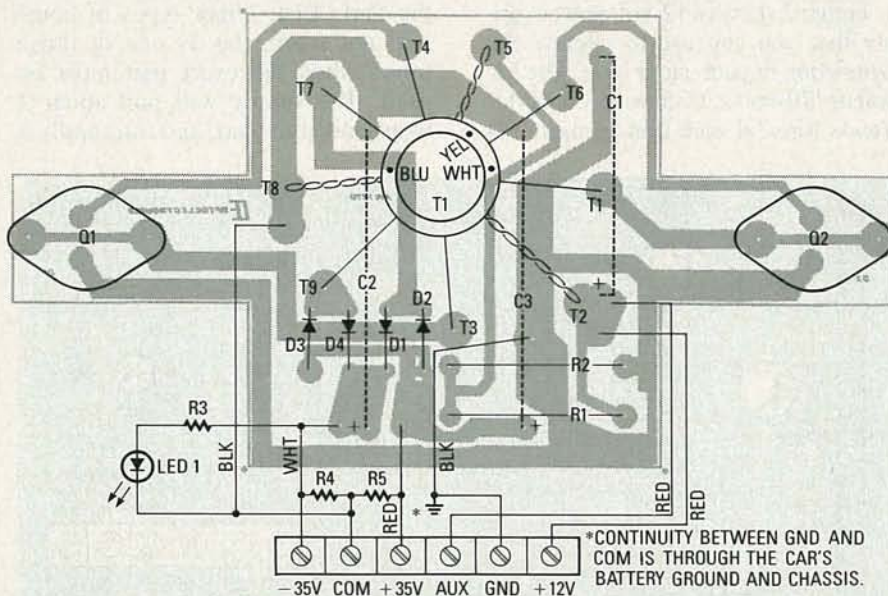 T4
T5
T7
T6
C1
YEL
BLU
WHT
T8
T1
T1
Q1
Q2
T9
C2
C3
T2
D2
T3
D3
D4
D1
R2
R1
R3
BLK
WHT
BLK
RED
RED
LED 1
R4
R5
RED
*
*CONTINUITY BETWEEN GND AND
COM IS THROUGH THE CAR'S
BATTERY GROUND AND CHASSIS.
−35V COM +35V AUX GND +12V